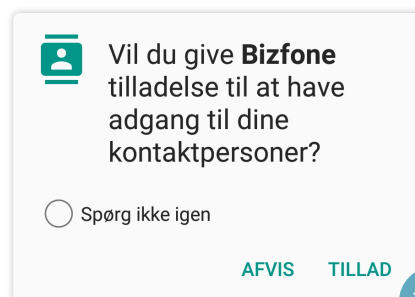 Vil du give Bizfone
tilladelse til at have
adgang til dine
kontaktpersoner?
Spørg ikke igen
AFVIS TILLAD